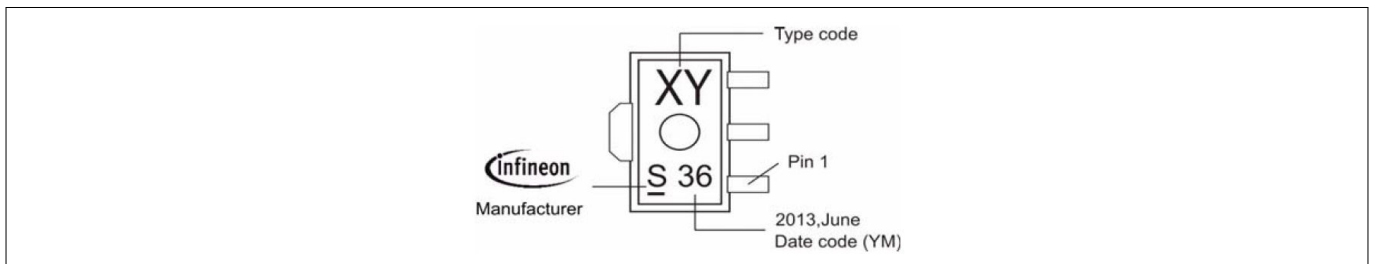 Type code
XY
infineon
Manufacturer
S 36
Pin 1
2013,June
Date code (YM)